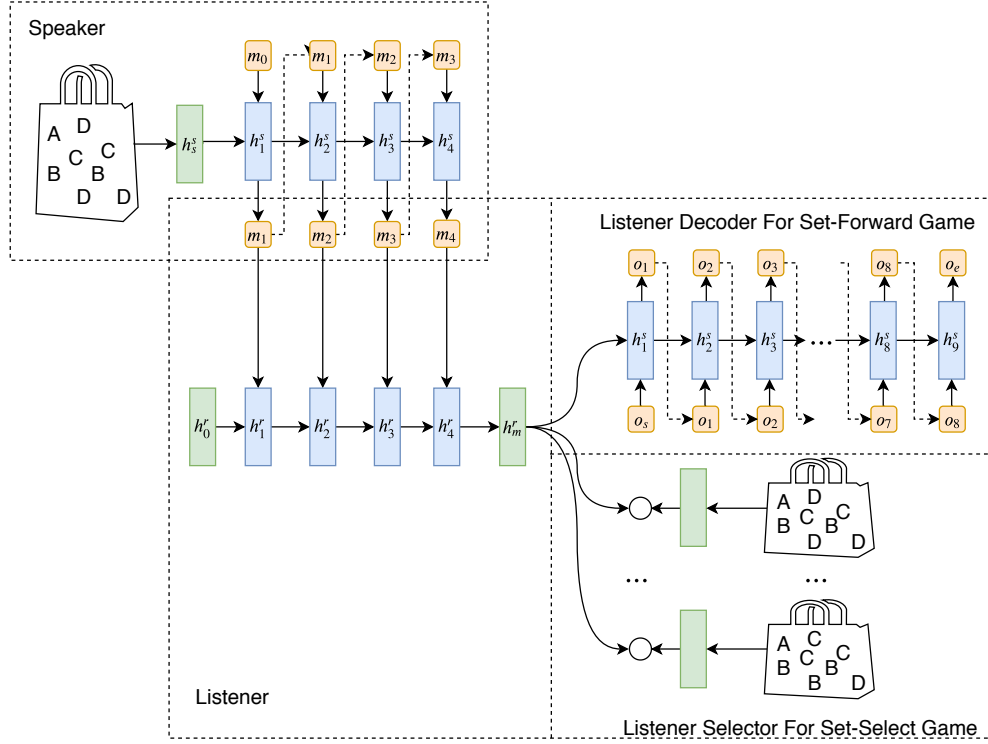 Speaker
m_0 m_1 m_2 m_3
A D
C C
B B
D D
h_s^s h_1^s h_2^s h_3^s h_4^s
m_1 m_2 m_3 m_4
Listener Decoder For Set-Forward Game
o_1 o_2 o_3 o_8 o_e
h_1^s h_2^s h_3^s ... h_8^s h_9^s
o_s o_1 o_2 o_7 o_8
h_0^r h_1^r h_2^r h_3^r h_4^r h_m^r
A D
C C
B B
D D
... ...
A C
C C
B B
B D
Listener
Listener Selector For Set-Select Game